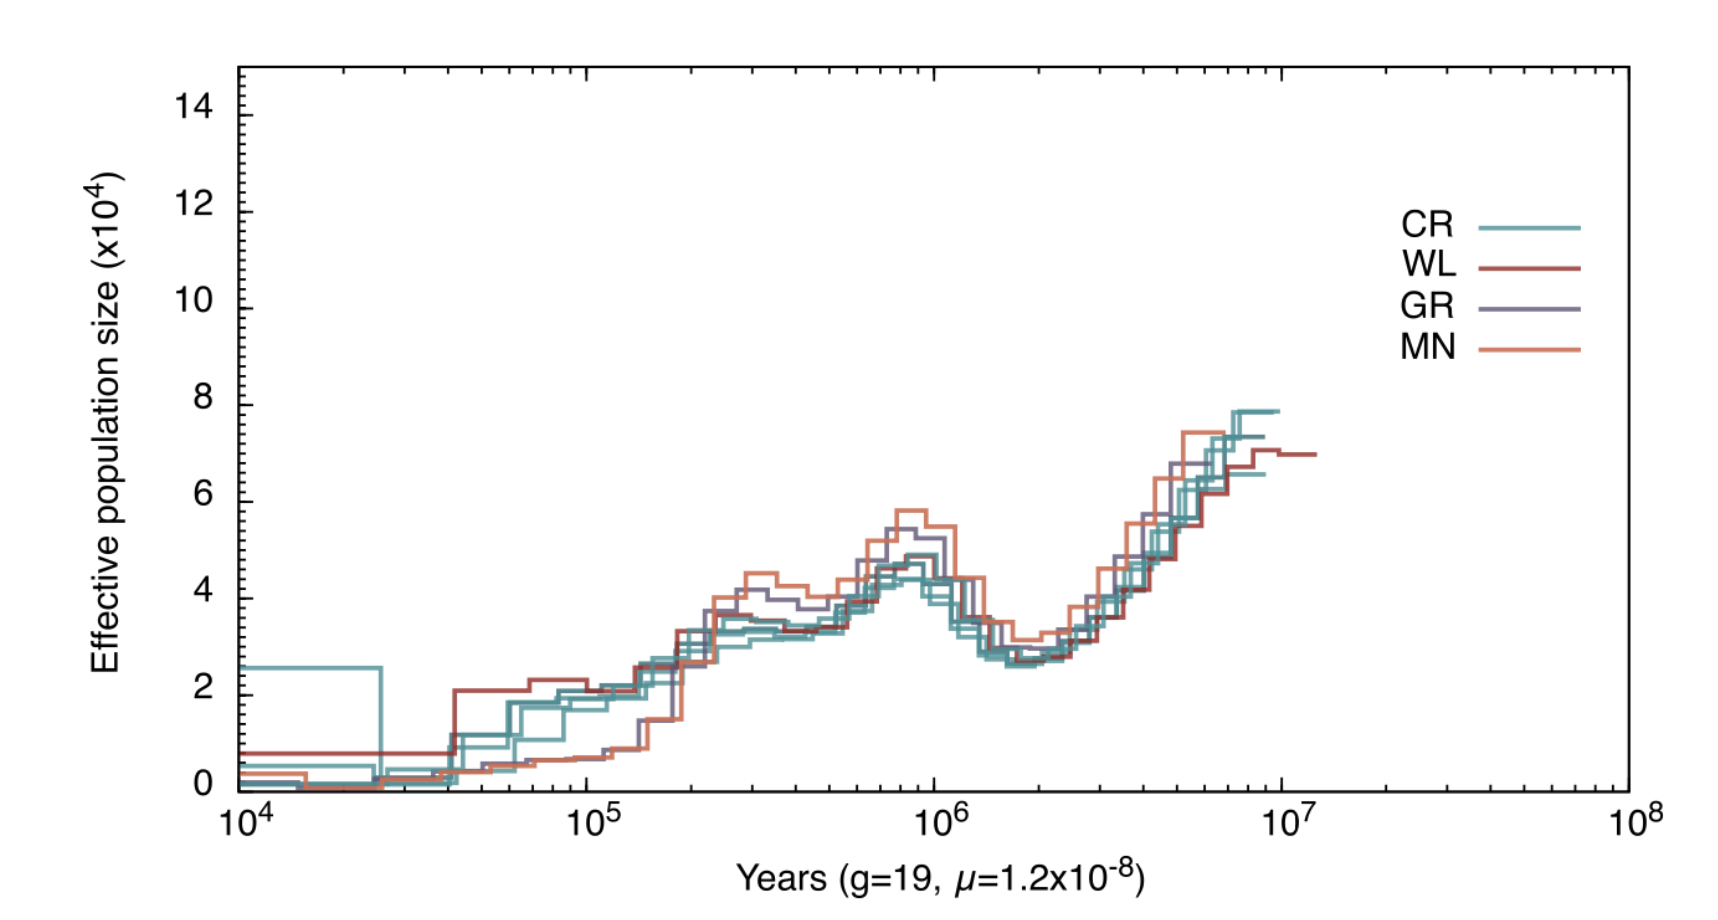 14
12
10
8
6
4
2
0
Effective population size (x10⁴)
CR
WL
GR
MN
10⁴ 10⁵ 10⁶ 10⁷ 10⁸
Years (g=19, μ=1.2x10⁻⁸)